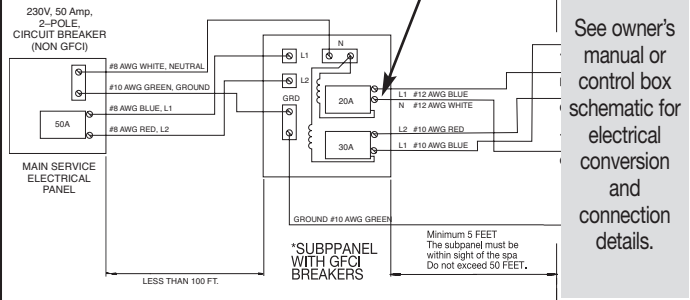 230V, 50 Amp,
2–POLE,
CIRCUIT BREAKER
(NON GFCI)
#8 AWG WHITE, NEUTRAL
#10 AWG GREEN, GROUND
#8 AWG BLUE, L1
50A
#8 AWG RED, L2
MAIN SERVICE
ELECTRICAL
PANEL
N
L1
L2
GRD
20A
30A
L1 #12 AWG BLUE
N #12 AWG WHITE
L2 #10 AWG RED
L1 #10 AWG BLUE
GROUND #10 AWG GREEN
*SUBPPANEL
WITH GFCI
BREAKERS
LESS THAN 100 FT.
Minimum 5 FEET
The subpanel must be
within sight of the spa
Do not exceed 50 FEET.
See owner's
manual or
control box
schematic for
electrical
conversion
and
connection
details.